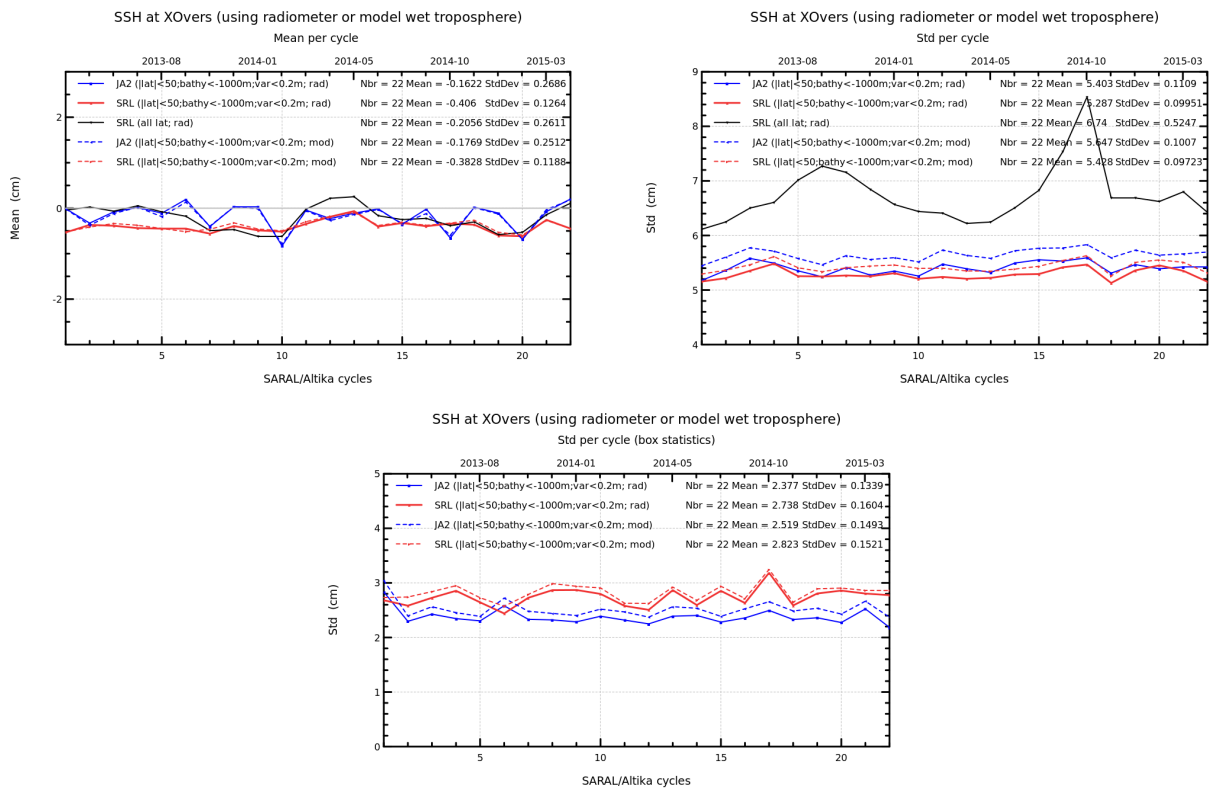 SSH at XOvers (using radiometer or model wet troposphere)
Mean per cycle
2013-08 2014-01 2014-05 2014-10 2015-03
JA2 (|lat|<50;bathy<-1000m;var<0.2m; rad) Nbr = 22 Mean = -0.1622 StdDev = 0.2686
SRL (|lat|<50;bathy<-1000m;var<0.2m; rad) Nbr = 22 Mean = -0.406 StdDev = 0.1264
SRL (all lat; rad) Nbr = 22 Mean = -0.2056 StdDev = 0.2611
JA2 (|lat|<50;bathy<-1000m;var<0.2m; mod) Nbr = 22 Mean = -0.1769 StdDev = 0.2512
SRL (|lat|<50;bathy<-1000m;var<0.2m; mod) Nbr = 22 Mean = -0.3828 StdDev = 0.1188
2
0
-2
Mean (cm)
5 10 15 20
SARAL/Altika cycles
SSH at XOvers (using radiometer or model wet troposphere)
Std per cycle
2013-08 2014-01 2014-05 2014-10 2015-03
JA2 (|lat|<50;bathy<-1000m;var<0.2m; rad) Nbr = 22 Mean = 5.403 StdDev = 0.1109
SRL (|lat|<50;bathy<-1000m;var<0.2m; rad) Nbr = 22 Mean = 5.287 StdDev = 0.09951
SRL (all lat; rad) Nbr = 22 Mean = 6.74 StdDev = 0.5247
JA2 (|lat|<50;bathy<-1000m;var<0.2m; mod) Nbr = 22 Mean = 5.647 StdDev = 0.1007
SRL (|lat|<50;bathy<-1000m;var<0.2m; mod) Nbr = 22 Mean = 5.428 StdDev = 0.09723
9
8
7
6
5
4
Std (cm)
5 10 15 20
SARAL/Altika cycles
SSH at XOvers (using radiometer or model wet troposphere)
Std per cycle (box statistics)
2013-08 2014-01 2014-05 2014-10 2015-03
JA2 (|lat|<50;bathy<-1000m;var<0.2m; rad) Nbr = 22 Mean = 2.377 StdDev = 0.1339
SRL (|lat|<50;bathy<-1000m;var<0.2m; rad) Nbr = 22 Mean = 2.738 StdDev = 0.1604
JA2 (|lat|<50;bathy<-1000m;var<0.2m; mod) Nbr = 22 Mean = 2.519 StdDev = 0.1493
SRL (|lat|<50;bathy<-1000m;var<0.2m; mod) Nbr = 22 Mean = 2.823 StdDev = 0.1521
5
4
3
2
1
0
Std (cm)
5 10 15 20
SARAL/Altika cycles